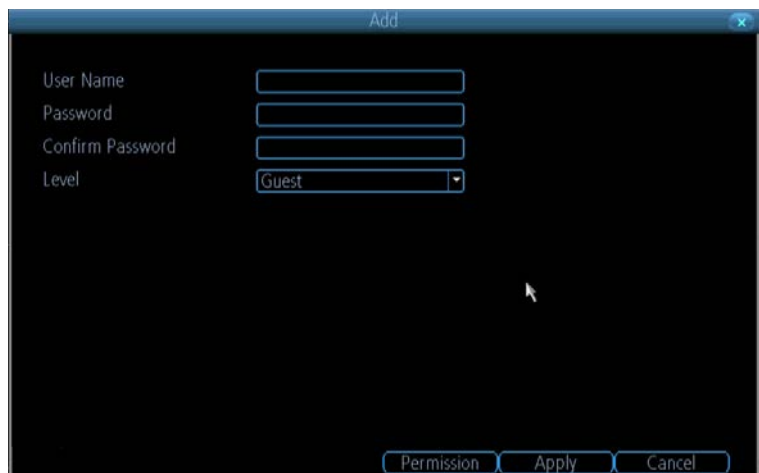 Add
User Name
Password
Confirm Password
Level Guest
Permission Apply Cancel